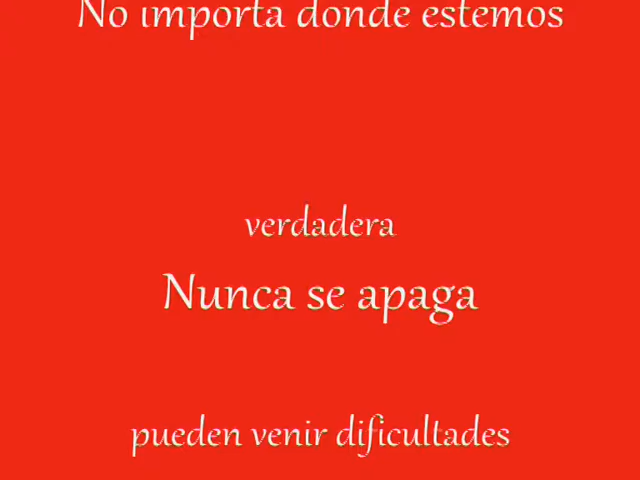 No importa donde estemos
verdadera
Nunca se apaga
pueden venir dificultades